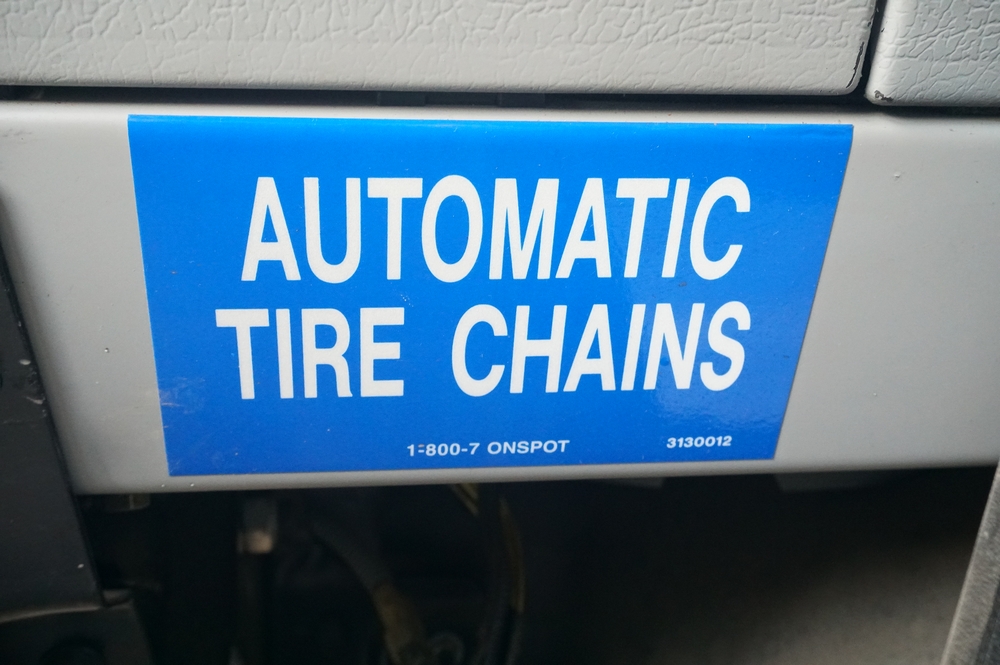 AUTOMATIC
TIRE CHAINS
1-800-7 ONSPOT 3130012